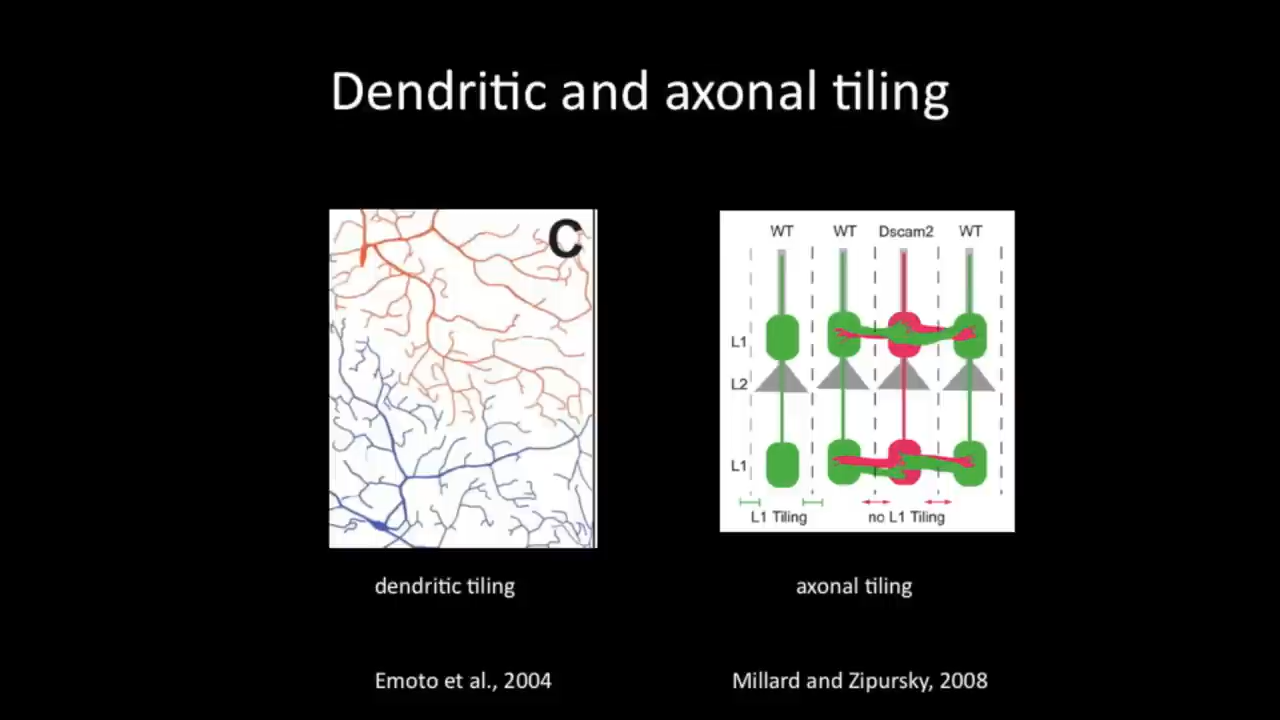 Dendritic and axonal tiling
C
WT WT Dscam2 WT
L1
L2
L1
L1 Tiling no L1 Tiling
dendritic tiling
axonal tiling
Emoto et al., 2004
Millard and Zipursky, 2008